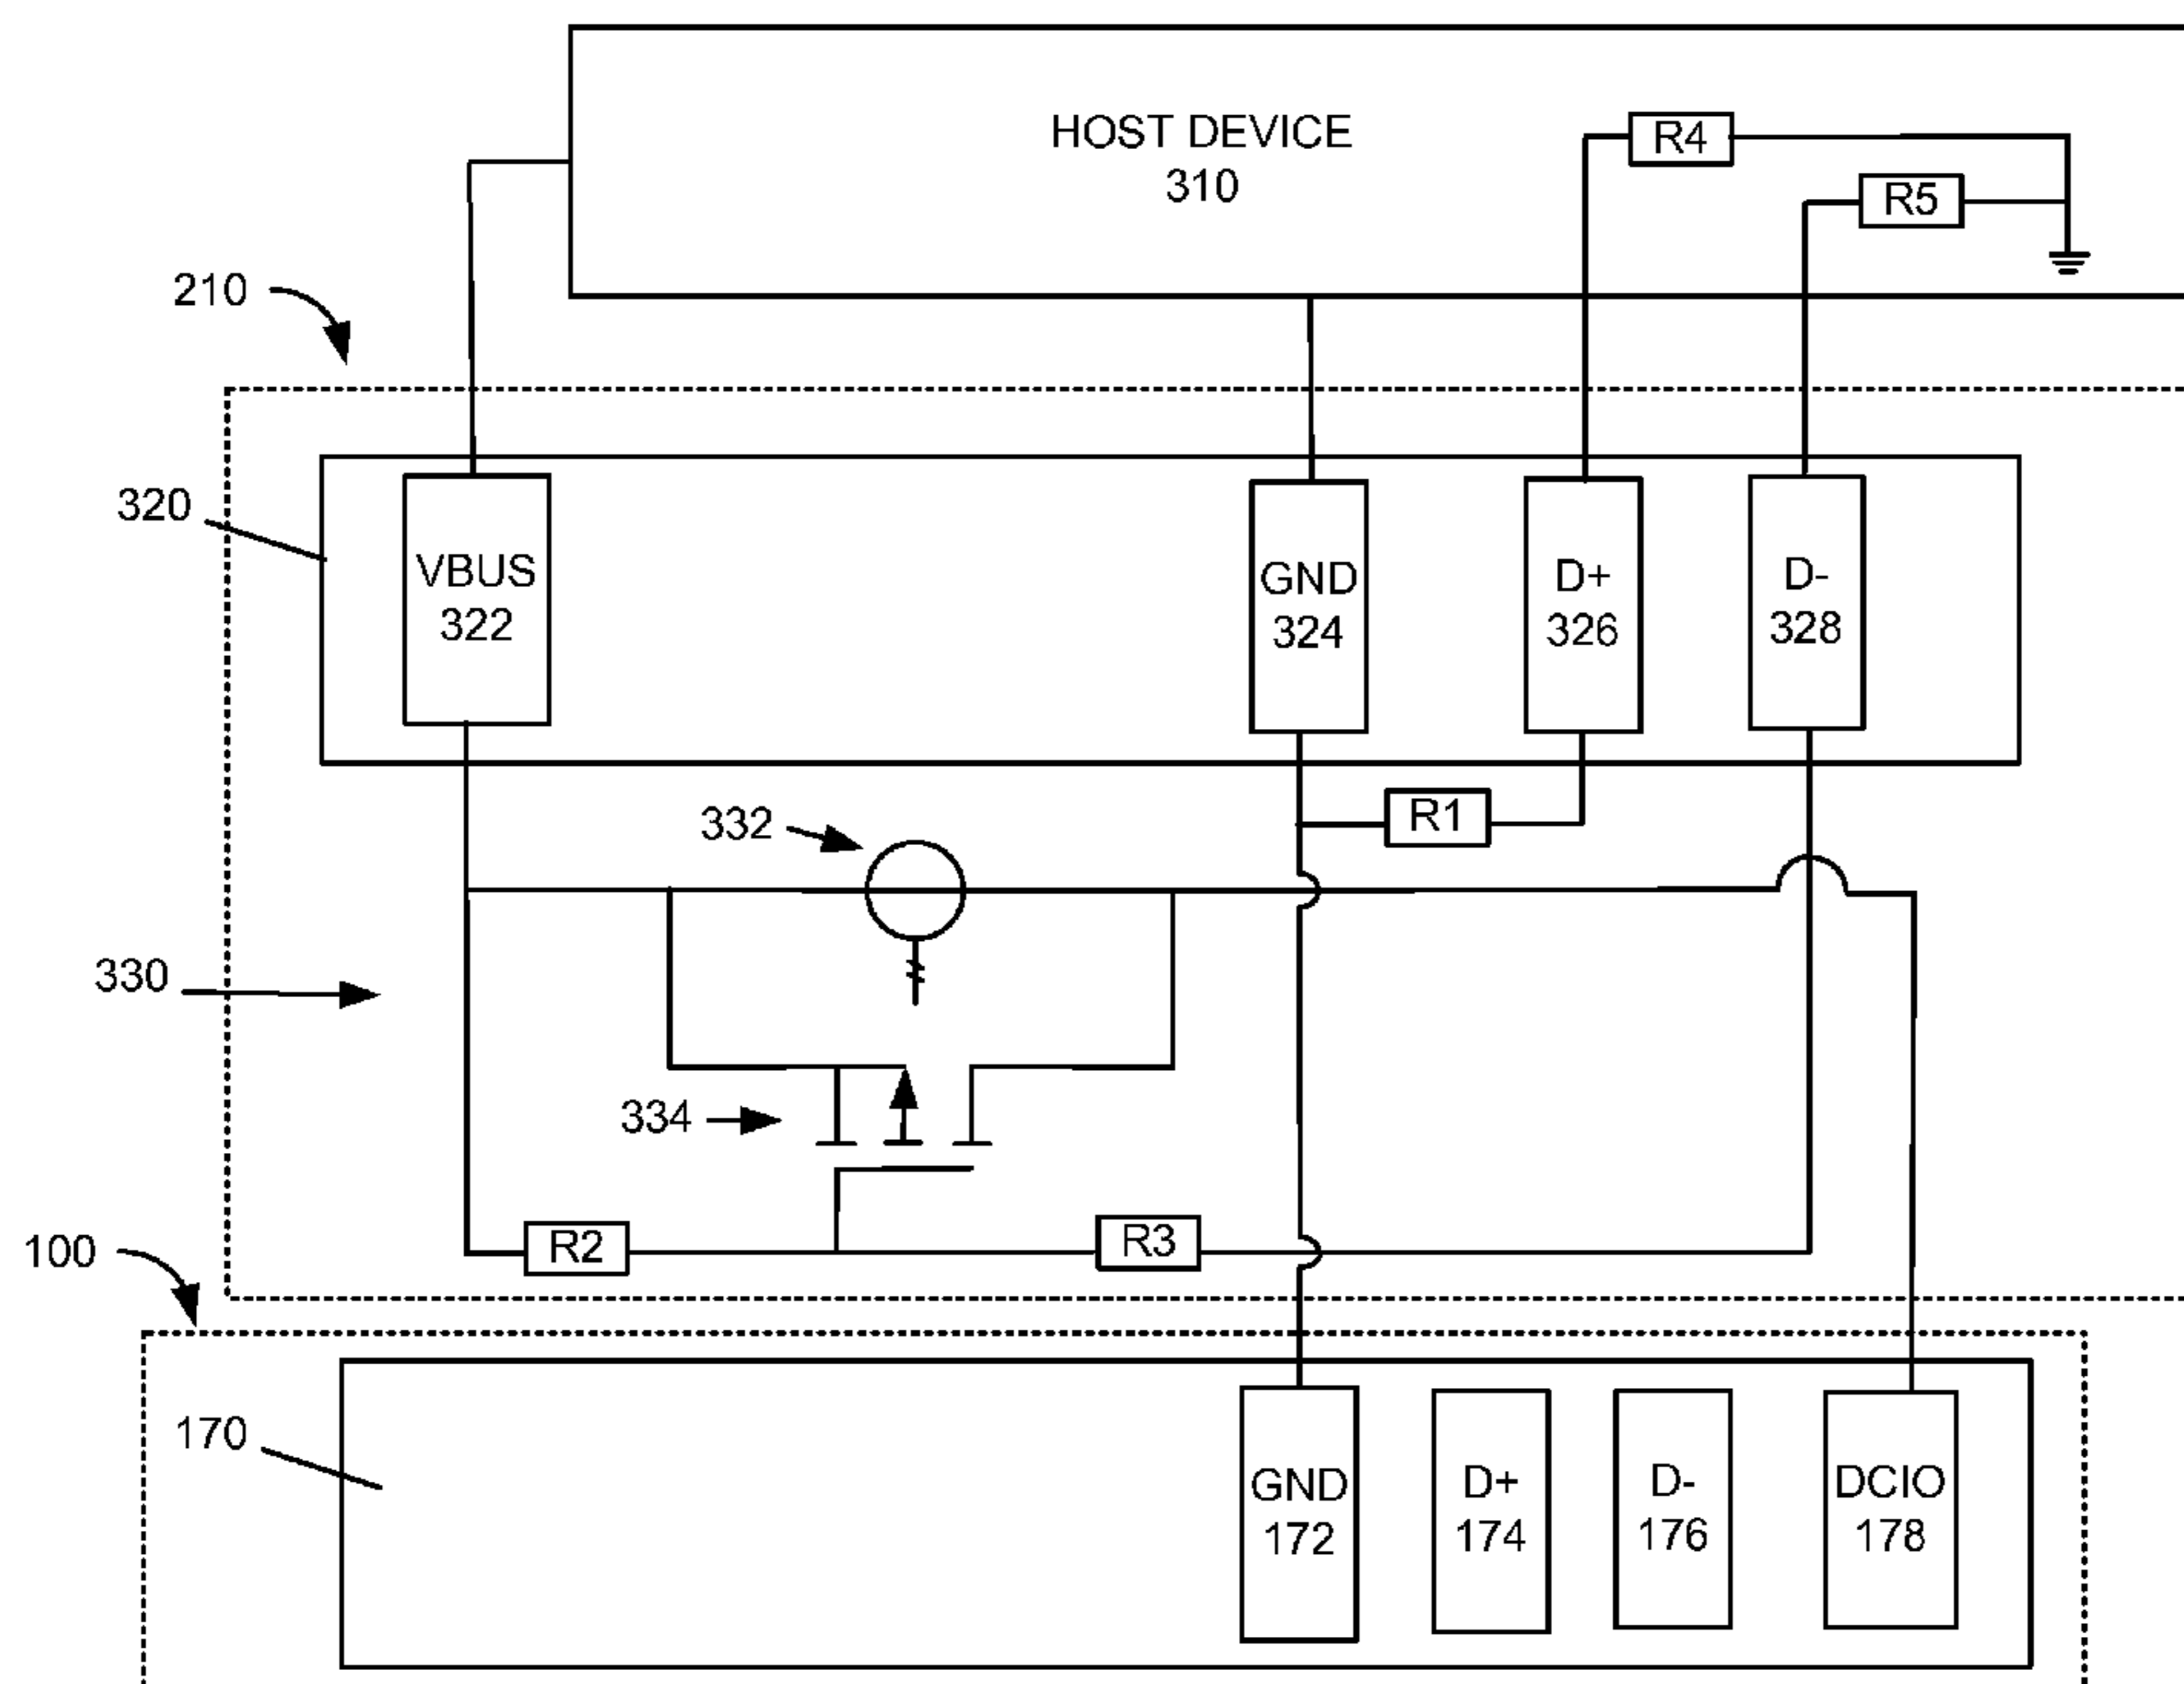 HOST DEVICE
310
R4
R5
210
320
VBUS
322
GND
324
D+
326
D-
328
332
R1
330
334
R2
R3
100
170
GND
172
D+
174
D-
176
DCIO
178